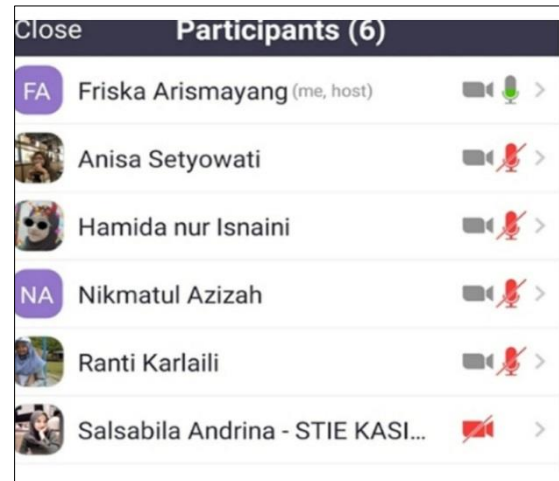 Close Participants (6)
FA Friska Arismayang (me, host)
Anisa Setyowati
Hamida nur Isnaini
NA Nikmatul Azizah
Ranti Karlaili
Salsabila Andrina - STIE KASI...